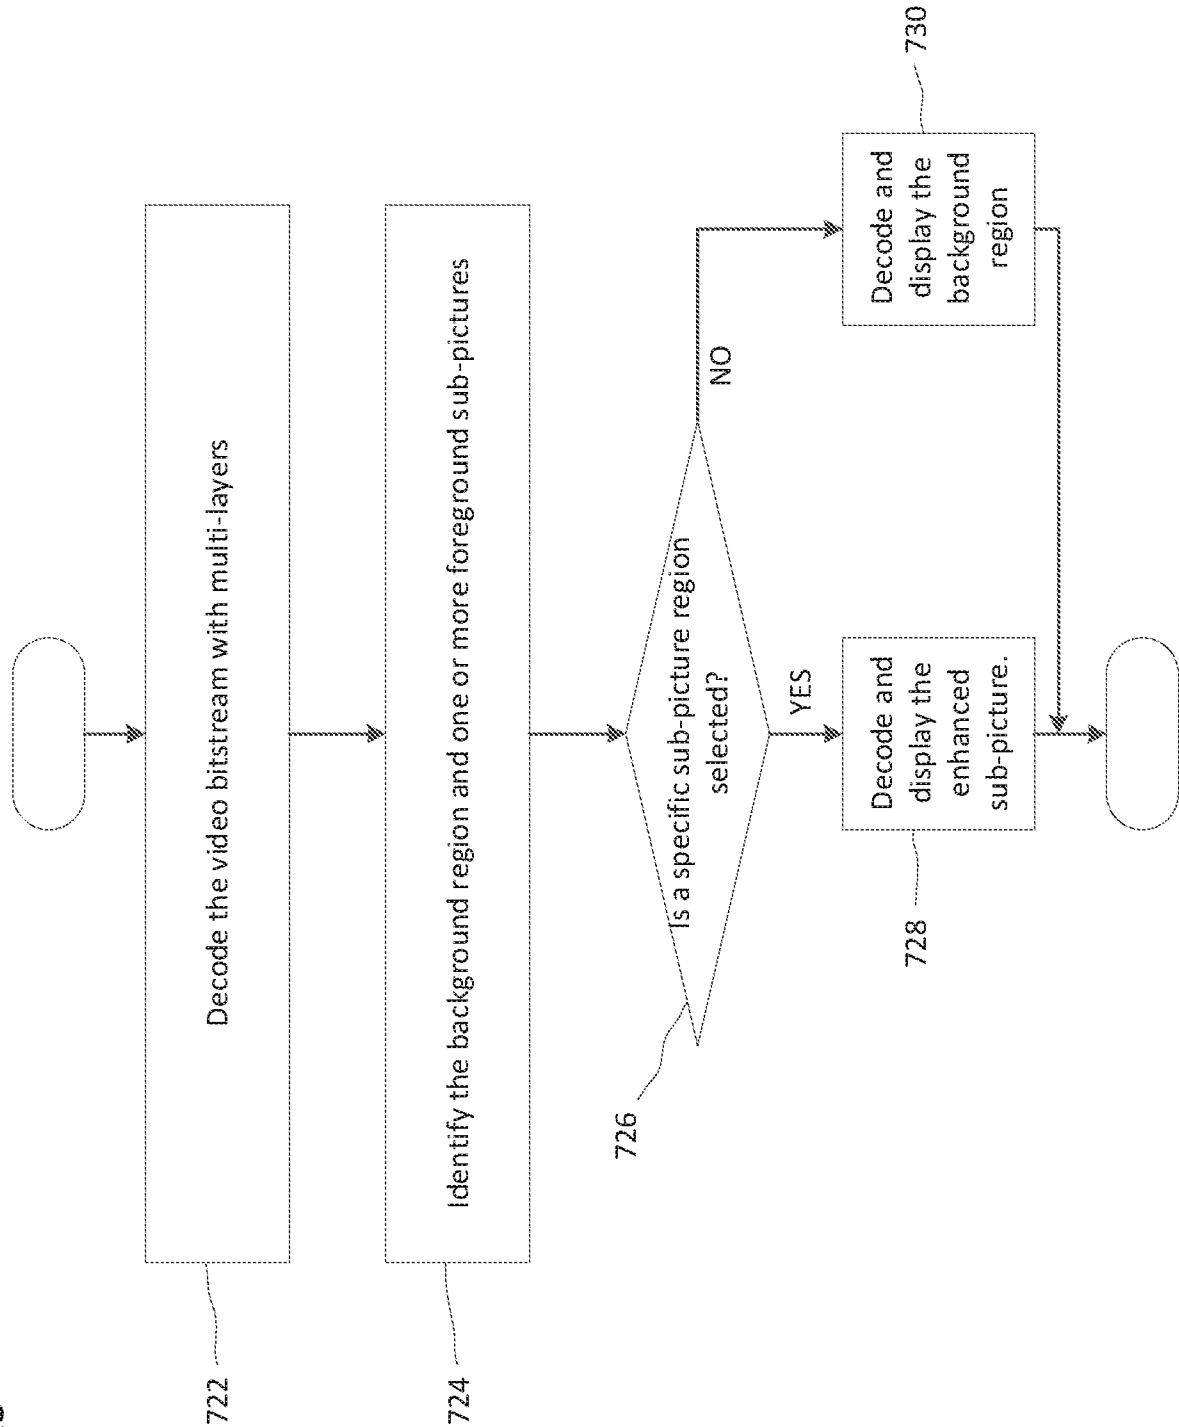 722
Decode the video bitstream with multi-layers
724
Identify the background region and one or more foreground sub-pictures
726
Is a specific sub-picture region
selected?
YES
NO
728
Decode and
display the
enhanced
sub-picture.
730
Decode and
display the
background
region